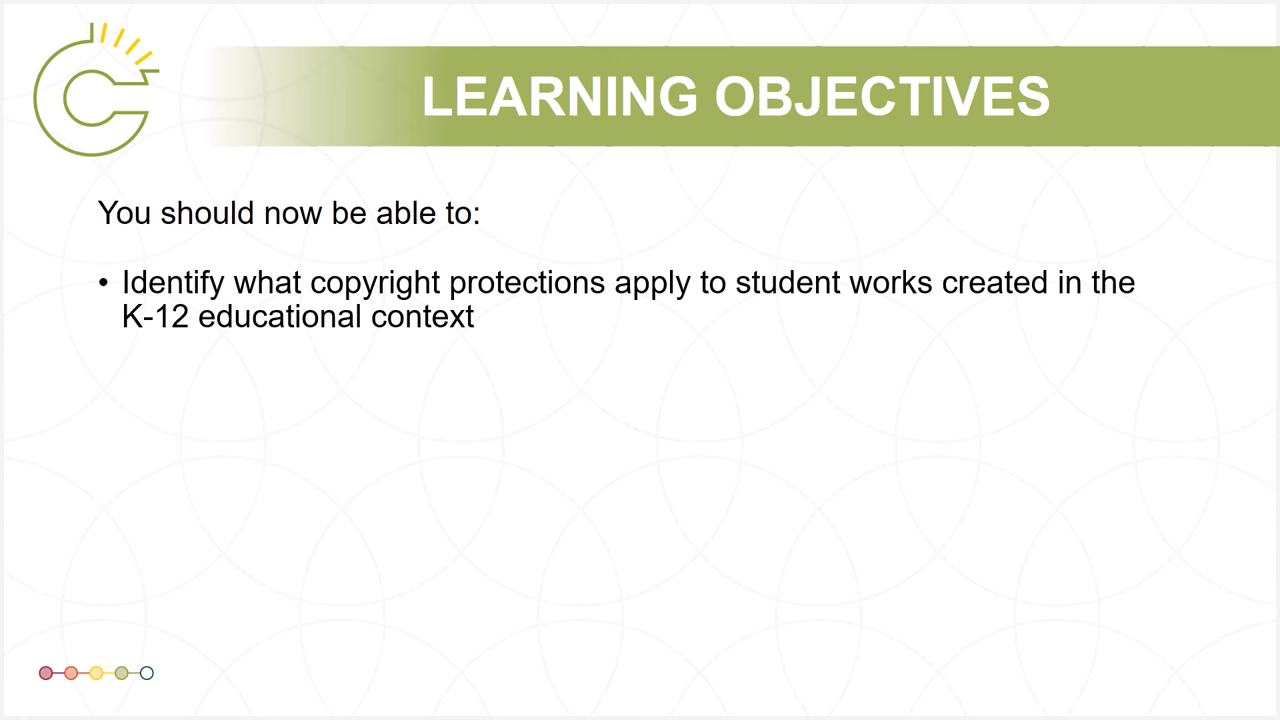 LEARNING OBJECTIVES
You should now be able to:
• Identify what copyright protections apply to student works created in the
K-12 educational context